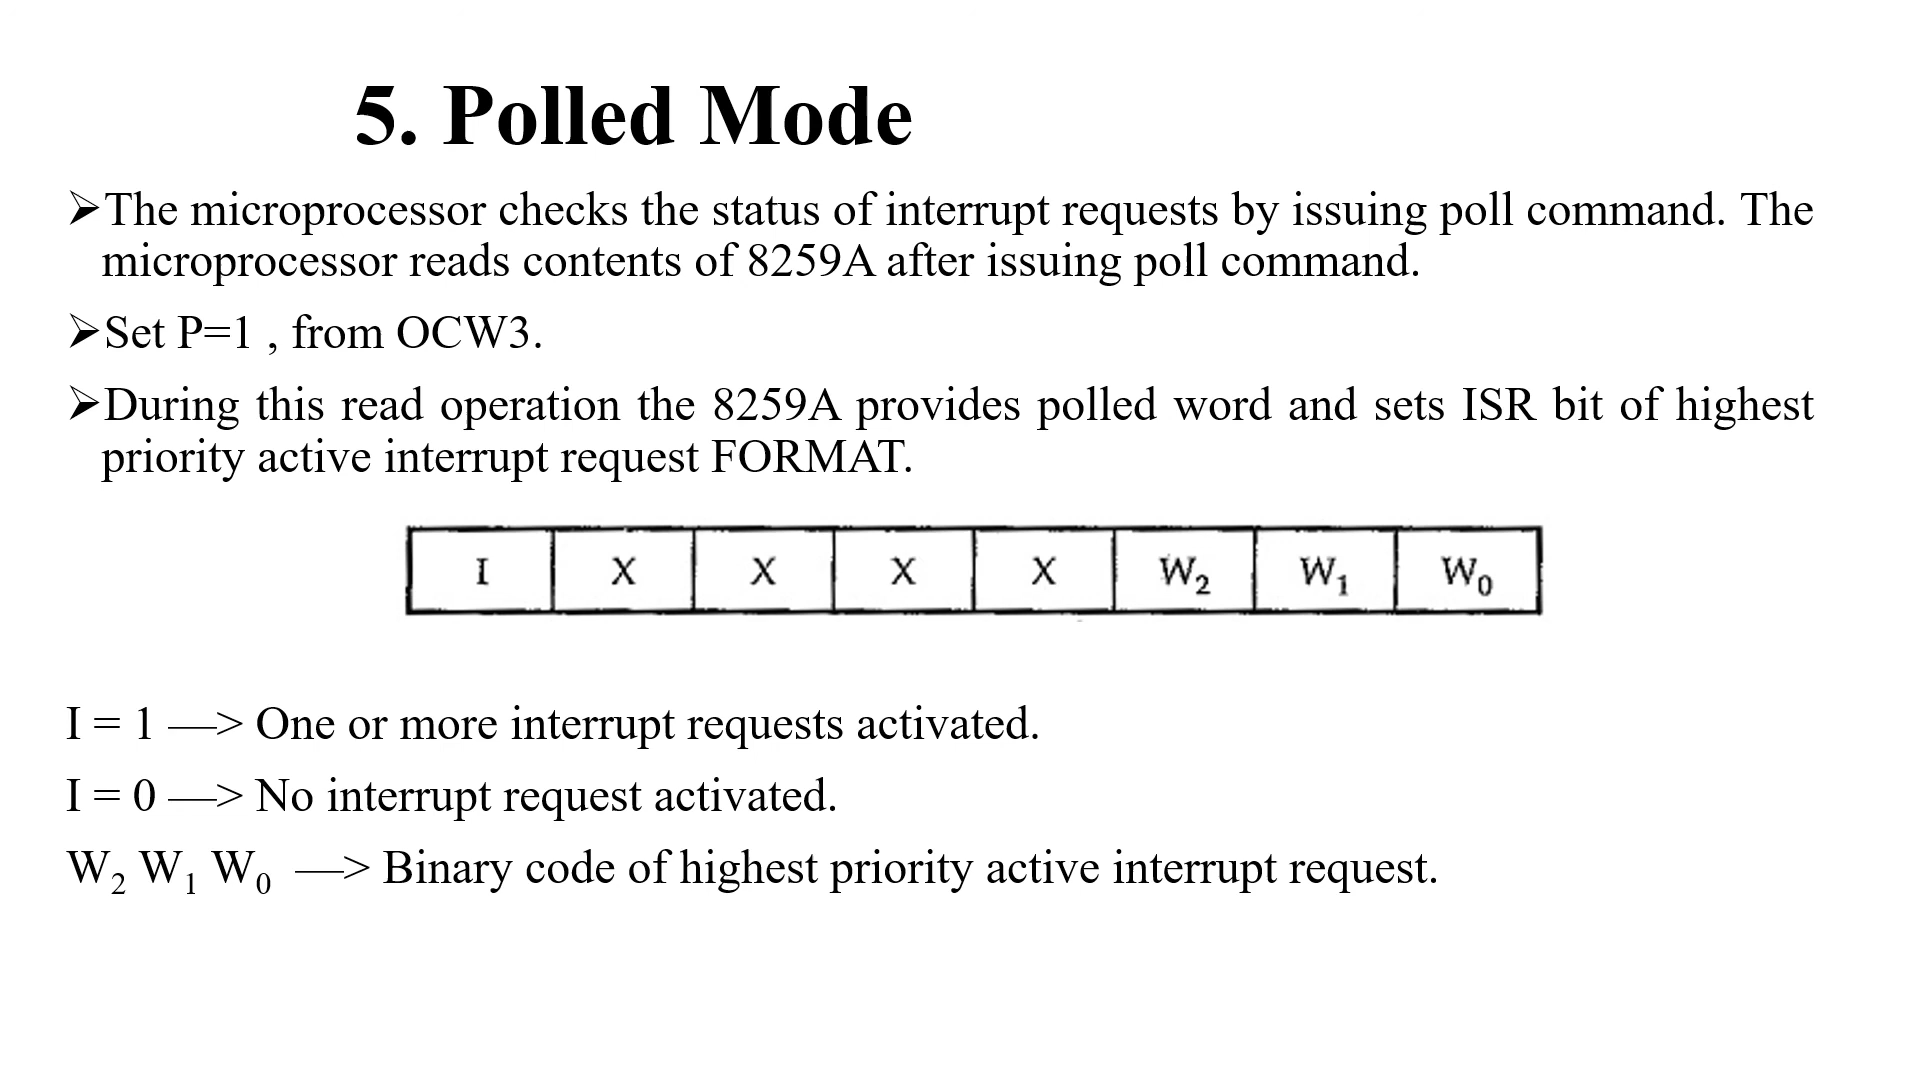 5. Polled Mode
➢The microprocessor checks the status of interrupt requests by issuing poll command. The
microprocessor reads contents of 8259A after issuing poll command.
➢Set P=1 , from OCW3.
➢During this read operation the 8259A provides polled word and sets ISR bit of highest
priority active interrupt request FORMAT.
I X X X X W₂ W₁ W₀
I = 1 —> One or more interrupt requests activated.
I = 0 —> No interrupt request activated.
W₂ W₁ W₀ —> Binary code of highest priority active interrupt request.